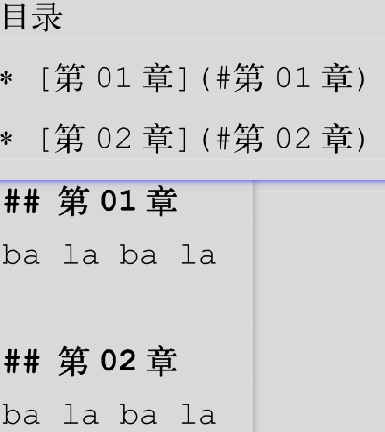 目录
* [第 01 章](#第 01 章)
* [第 02 章](#第 02 章)
## 第 01 章
ba la ba la
## 第 02 章
ba la ba la